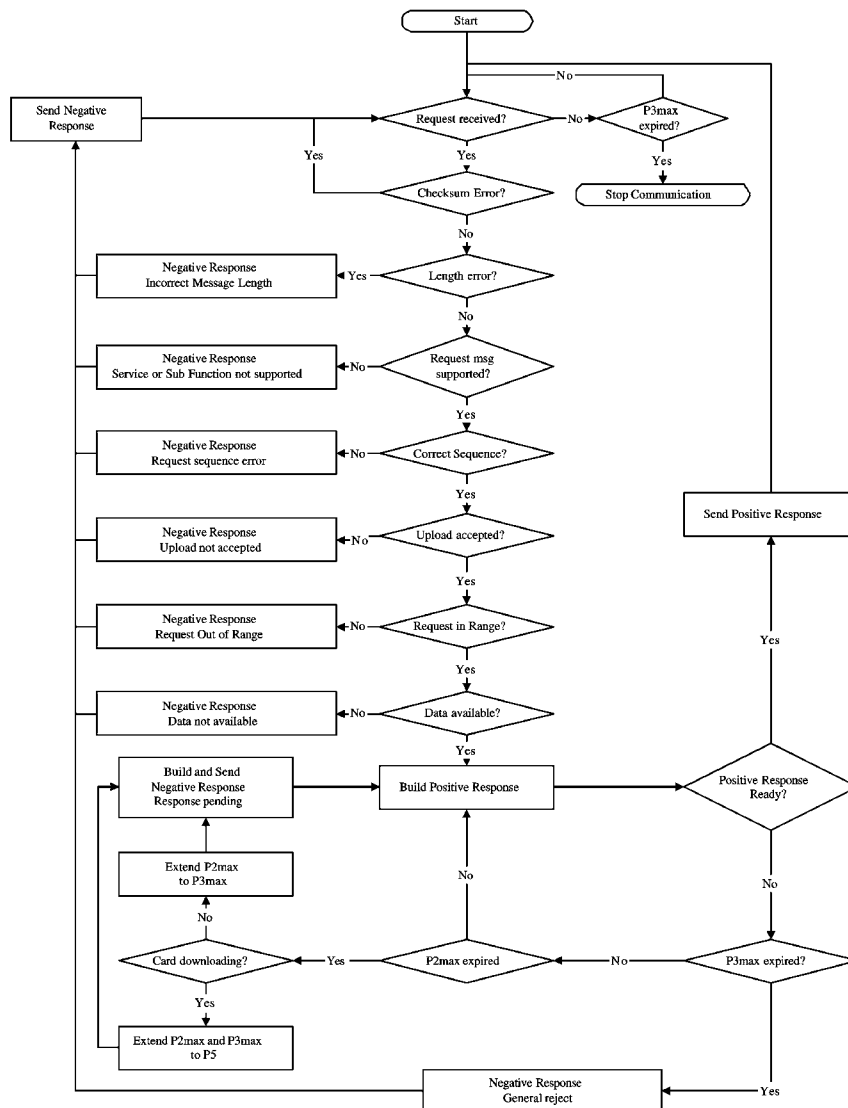 Start
No
Send Negative
Response
Request received?
No
P3max
expired?
Yes
Yes
Yes
Checksum Error?
Stop Communication
No
Negative Response
Incorrect Message Length
Yes
Length error?
No
Negative Response
Service or Sub Function not supported
No
Request msg
supported?
Yes
Negative Response
Request sequence error
No
Correct Sequence?
Yes
Send Positive Response
Negative Response
Upload not accepted
No
Upload accepted?
Yes
Negative Response
Request Out of Range
No
Request in Range?
Yes
Yes
Negative Response
Data not available
No
Data available?
Yes
Build and Send
Negative Response
Response pending
Build Positive Response
Positive Response
Ready?
Extend P2max
to P3max
No
No
No
Card downloading?
Yes
P2max expired
No
P3max expired?
Yes
Extend P2max and P3max
to P5
Negative Response
General reject
Yes